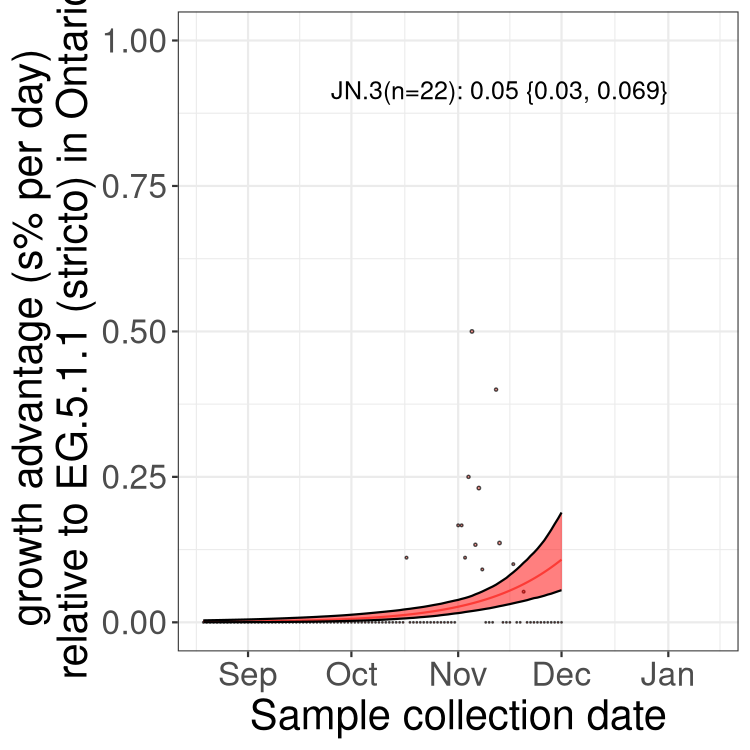 growth advantage (s% per day)
relative to EG.5.1.1 (stricto) in Ontario
1.00
0.75
0.50
0.25
0.00
JN.3(n=22): 0.05 {0.03, 0.069}
Sep Oct Nov Dec Jan
Sample collection date